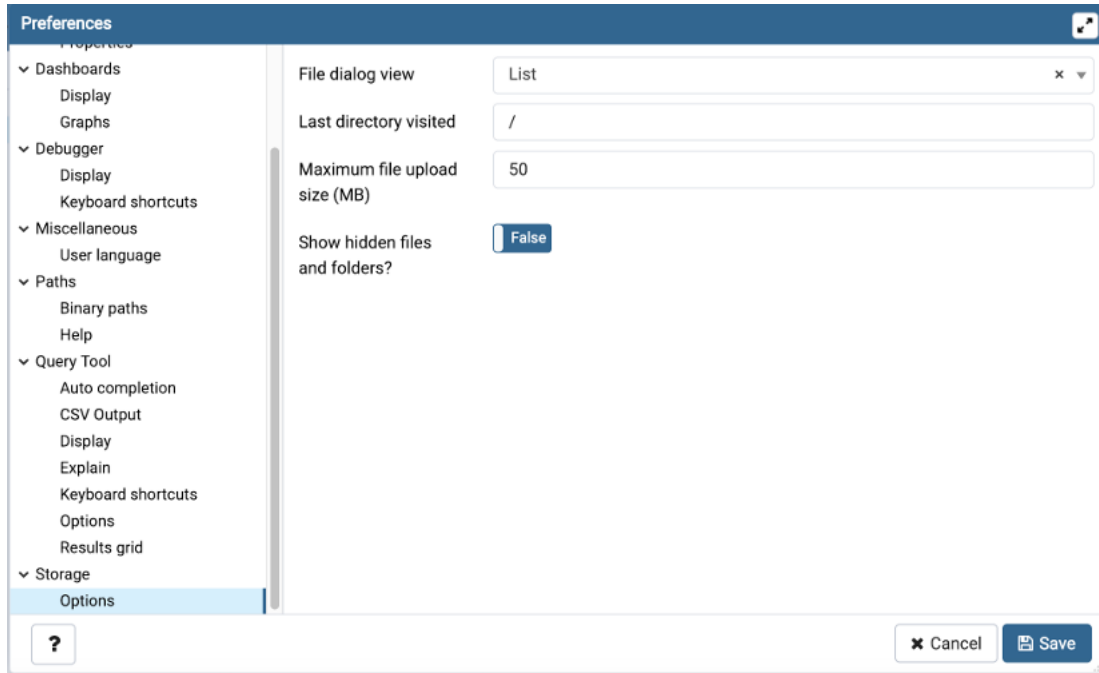 Preferences
Properties
Dashboards
Display
Graphs
Debugger
Display
Keyboard shortcuts
Miscellaneous
User language
Paths
Binary paths
Help
Query Tool
Auto completion
CSV Output
Display
Explain
Keyboard shortcuts
Options
Results grid
Storage
Options
File dialog view
List
Last directory visited
/
Maximum file upload
size (MB)
50
Show hidden files
and folders?
False
?
Cancel
Save